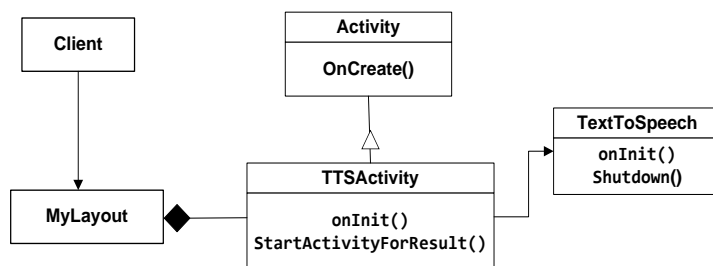 Client
Activity
OnCreate()
TextToSpeech
onInit()
Shutdown()
MyLayout
TTSActivity
onInit()
StartActivityForResult()